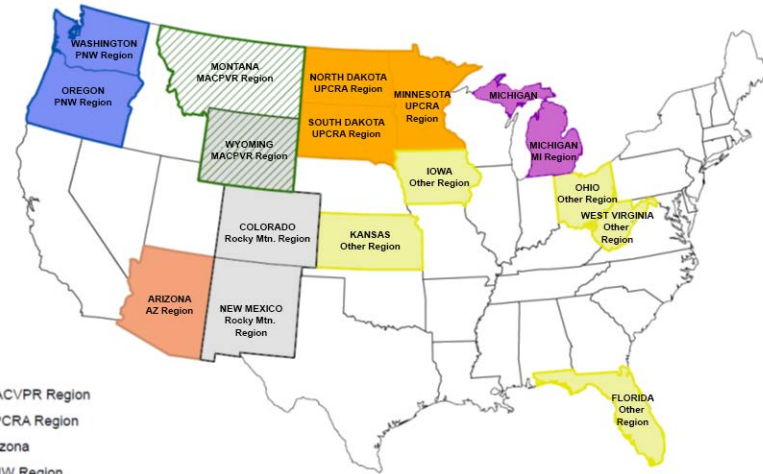 WASHINGTON
PNW Region
OREGON
PNW Region
MONTANA
MACPVR Region
WYOMING
MACPVR Region
NORTH DAKOTA
UPCRA Region
SOUTH DAKOTA
UPCRA Region
MINNESOTA
UPCRA
Region
MICHIGAN
MICHIGAN
MI Region
IOWA
Other Region
OHIO
Other Region
WEST VIRGINIA
Other
Region
COLORADO
Rocky Mtn. Region
KANSAS
Other Region
ARIZONA
AZ Region
NEW MEXICO
Rocky Mtn.
Region
FLORIDA
Other
Region
ACVPR Region
PCRA Region
izona